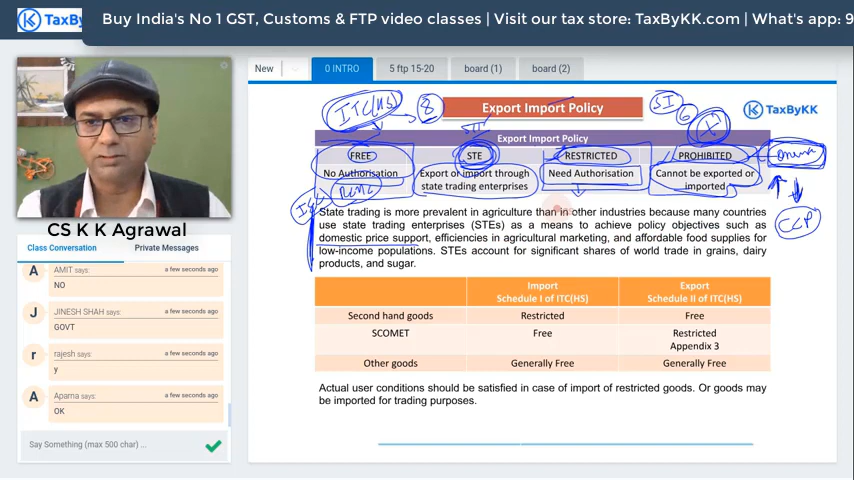 TaxBy
Buy India's No 1 GST, Customs & FTP video classes | Visit our tax store: TaxByKK.com | What's app: 9
New
0 INTRO
5 ftp 15-20
board (1)
board (2)
ITC(HS)
8
Export Import Policy
TaxByKK
Export Import Policy
FREE
STE
RESTRICTED
PROHIBITED
No Authorisation
Export or import through
state trading enterprises
Need Authorisation
Cannot be exported or
imported
CCP
State trading is more prevalent in agriculture than in other industries because many countries
use state trading enterprises (STEs) as a means to achieve policy objectives such as
domestic price support, efficiencies in agricultural marketing, and affordable food supplies for
low-income populations. STEs account for significant shares of world trade in grains, dairy
products, and sugar.
Import
Schedule I of ITC(HS)
Export
Schedule II of ITC(HS)
Second hand goods
Restricted
Free
SCOMET
Free
Restricted
Appendix 3
Other goods
Generally Free
Generally Free
Actual user conditions should be satisfied in case of import of restricted goods. Or goods may
be imported for trading purposes.
CS K K Agrawal
Class Conversation
Private Messages
A
AMIT says:
a few seconds ago
NO
J
JINESH SHAH says:
a few seconds ago
GOVT
r
rajesh says:
a few seconds ago
y
A
Aparna says:
a few seconds ago
OK
Say Something (max 500 char) ...